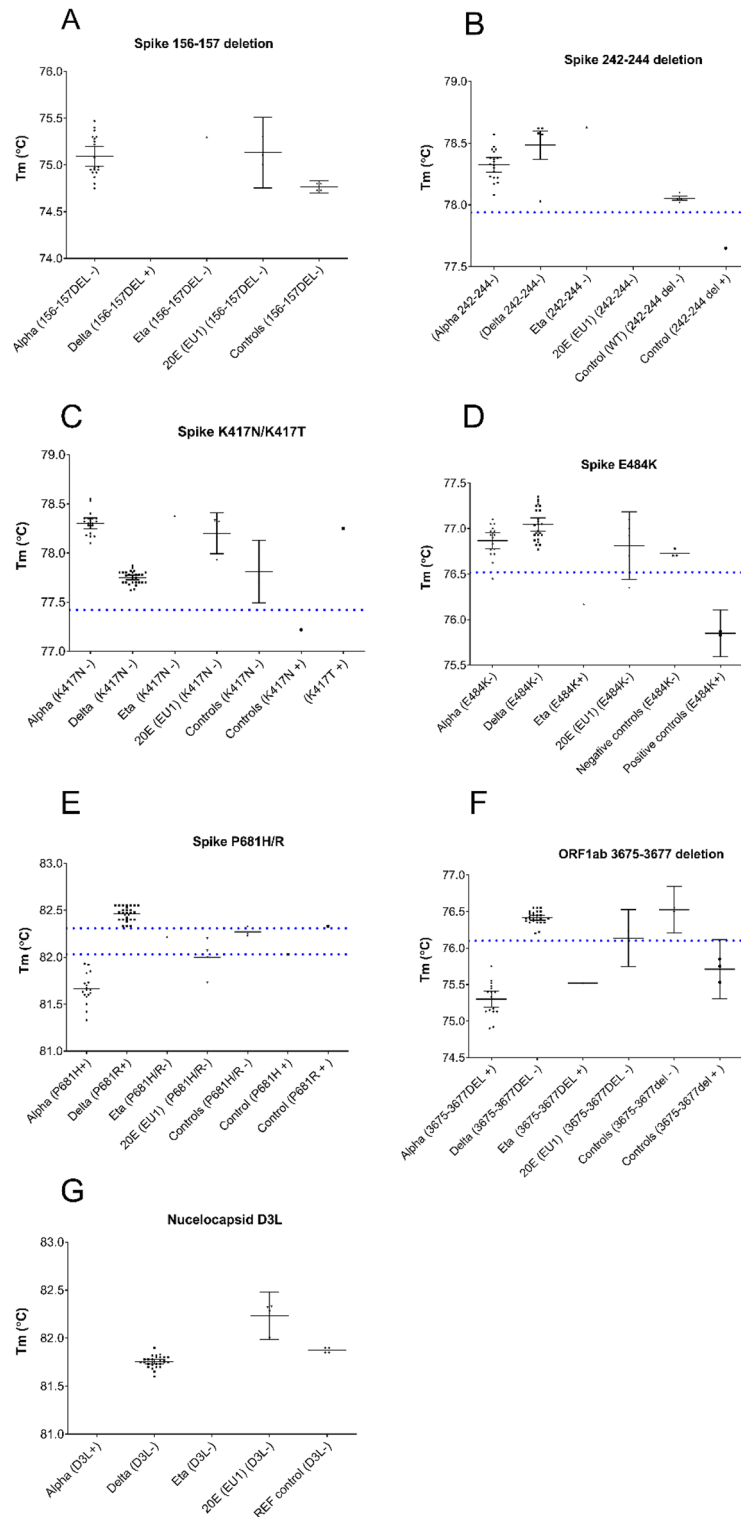 A
Spike 156-157 deletion
Tm (°C)
76.0
75.5
75.0
74.5
74.0
Alpha (156-157DEL -)
Delta (156-157DEL +)
Eta (156-157DEL -)
20E (EU1) (156-157DEL-)
Controls (156-157DEL-)
B
Spike 242-244 deletion
Tm (°C)
79.0
78.5
78.0
77.5
(Alpha 242-244-)
(Delta 242-244-)
Eta (242-244 -)
20E (EU1) (242-244-)
Control (WT) (242-244 del -)
Control (242-244 del +)
C
Spike K417N/K417T
Tm (°C)
79.0
78.5
78.0
77.5
77.0
Alpha (K417N -)
Delta (K417N -)
Eta (K417N -)
20E (EU1) (K417N -)
Controls (K417N -)
Controls (K417N +)
(K417T +)
D
Spike E484K
Tm (°C)
77.5
77.0
76.5
76.0
75.5
Alpha (E484K-)
Delta (E484K-)
Eta (E484K+)
20E (EU1) (E484K-)
Negative controls (E484K-)
Positive controls (E484K+)
E
Spike P681H/R
Tm (°C)
83.0
82.5
82.0
81.5
81.0
Alpha (P681H+)
Delta (P681R+)
Eta (P681H/R-)
20E (EU1) (P681H/R-)
Controls (P681H/R -)
Control (P681H +)
Control (P681R +)
F
ORF1ab 3675-3677 deletion
Tm (°C)
77.0
76.5
76.0
75.5
75.0
74.5
Alpha (3675-3677DEL +)
Delta (3675-3677DEL -)
Eta (3675-3677DEL +)
20E (EU1) (3675-3677DEL -)
Controls (3675-3677del -)
Controls (3675-3677del +)
G
Nucelocapsid D3L
Tm (°C)
83.0
82.5
82.0
81.5
81.0
Alpha (D3L+)
Delta (D3L-)
Eta (D3L-)
20E (EU1) (D3L-)
REF control (D3L-)